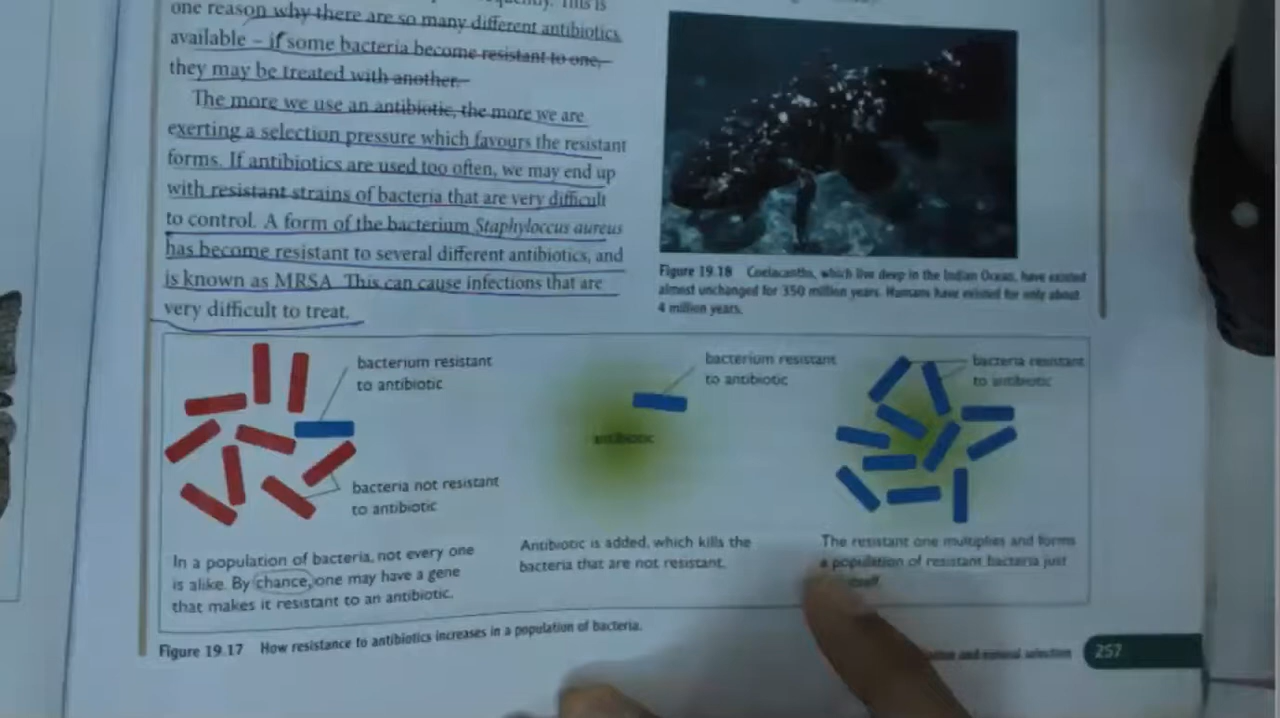 one reason why there are so many different antibiotics
available – if some bacteria become resistant to one,
they may be treated with another.
The more we use an antibiotic, the more we are
exerting a selection pressure which favours the resistant
forms. If antibiotics are used too often, we may end up
with resistant strains of bacteria that are very difficult
to control. A form of the bacterium Staphyloccus aureus
has become resistant to several different antibiotics, and
is known as MRSA. This can cause infections that are
very difficult to treat.
Figure 19.18 Coelacanths, which live deep in the Indian Ocean, have existed
almost unchanged for 350 million years. Humans have existed for only about
4 million years.
bacterium resistant
to antibiotic
bacteria not resistant
to antibiotic
In a population of bacteria, not every one
is alike. By chance, one may have a gene
that makes it resistant to an antibiotic.
bacterium resistant
to antibiotic
antibiotic
Antibiotic is added, which kills the
bacteria that are not resistant.
bacteria resistant
to antibiotic
The resistant one multiplies and forms
a population of resistant bacteria just
itself.
Figure 19.17 How resistance to antibiotics increases in a population of bacteria.
and natural selection
257